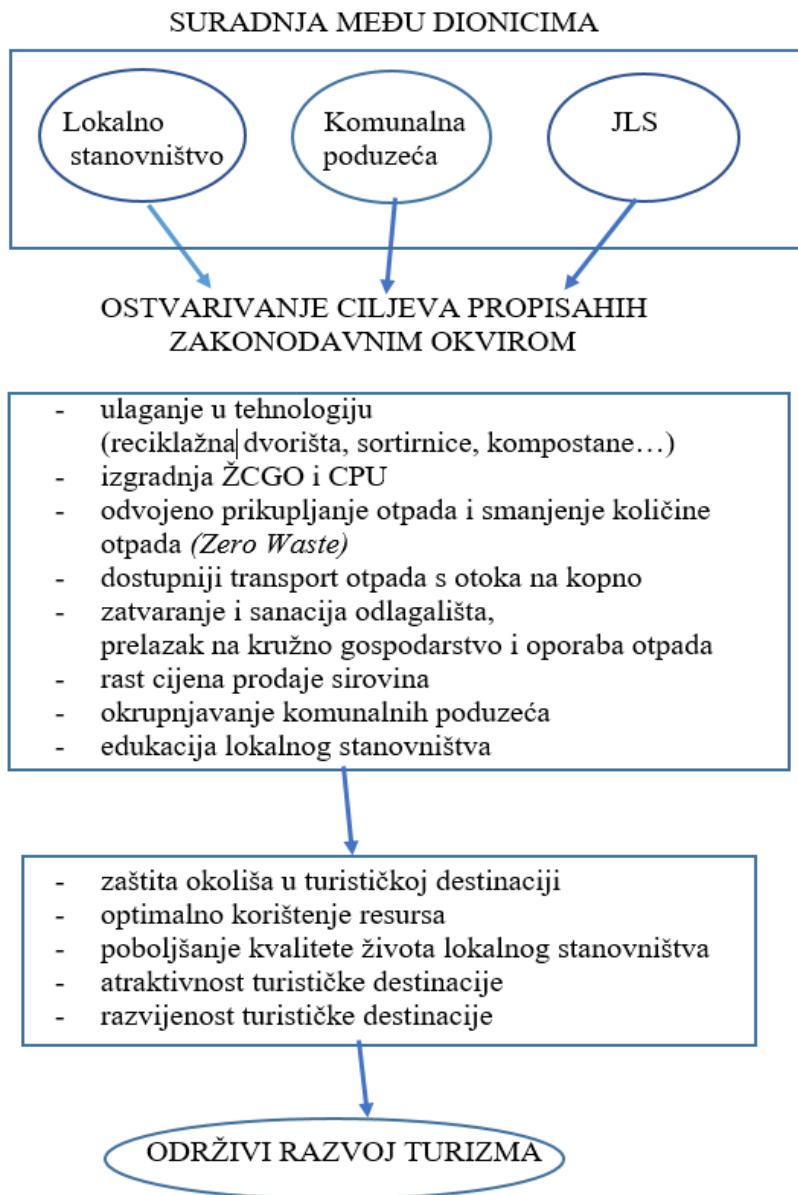 SURADNJA MEĐU DIONICIMA
Lokalno
stanovništvo
Komunalna
poduzeća
JLS
OSTVARIVANJE CILJEVA PROPISAHIH
ZAKONODAVNIM OKVIROM
- ulaganje u tehnologiju
(reciklažna dvorišta, sortirnice, kompostane…)
- izgradnja ŽCGO i CPU
- odvojeno prikupljanje otpada i smanjenje količine
otpada (Zero Waste)
- dostupniji transport otpada s otoka na kopno
- zatvaranje i sanacija odlagališta,
prelazak na kružno gospodarstvo i oporaba otpada
- rast cijena prodaje sirovina
- okrupnjavanje komunalnih poduzeća
- edukacija lokalnog stanovništva
- zaštita okoliša u turističkoj destinaciji
- optimalno korištenje resursa
- poboljšanje kvalitete života lokalnog stanovništva
- atraktivnost turističke destinacije
- razvijenost turističke destinacije
ODRŽIVI RAZVOJ TURIZMA